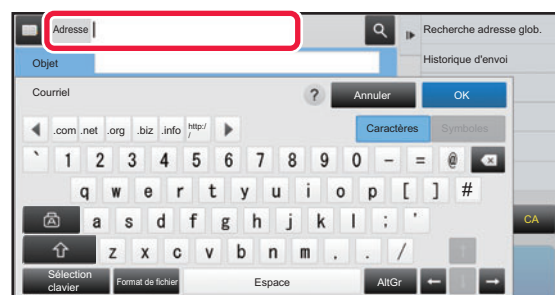 Adresse
Recherche adresse glob.
Objet
Historique d'envoi
Courriel
?
Annuler
OK
.com .net .org .biz .info http:/
/
Caractères
Symboles
` 1 2 3 4 5 6 7 8 9 0 - = @
q w e r t y u i o p [ ] #
a s d f g h j k l ; '
CA
z x c v b n m . . /
Sélection
clavier
Format de fichier
Espace
AltGr